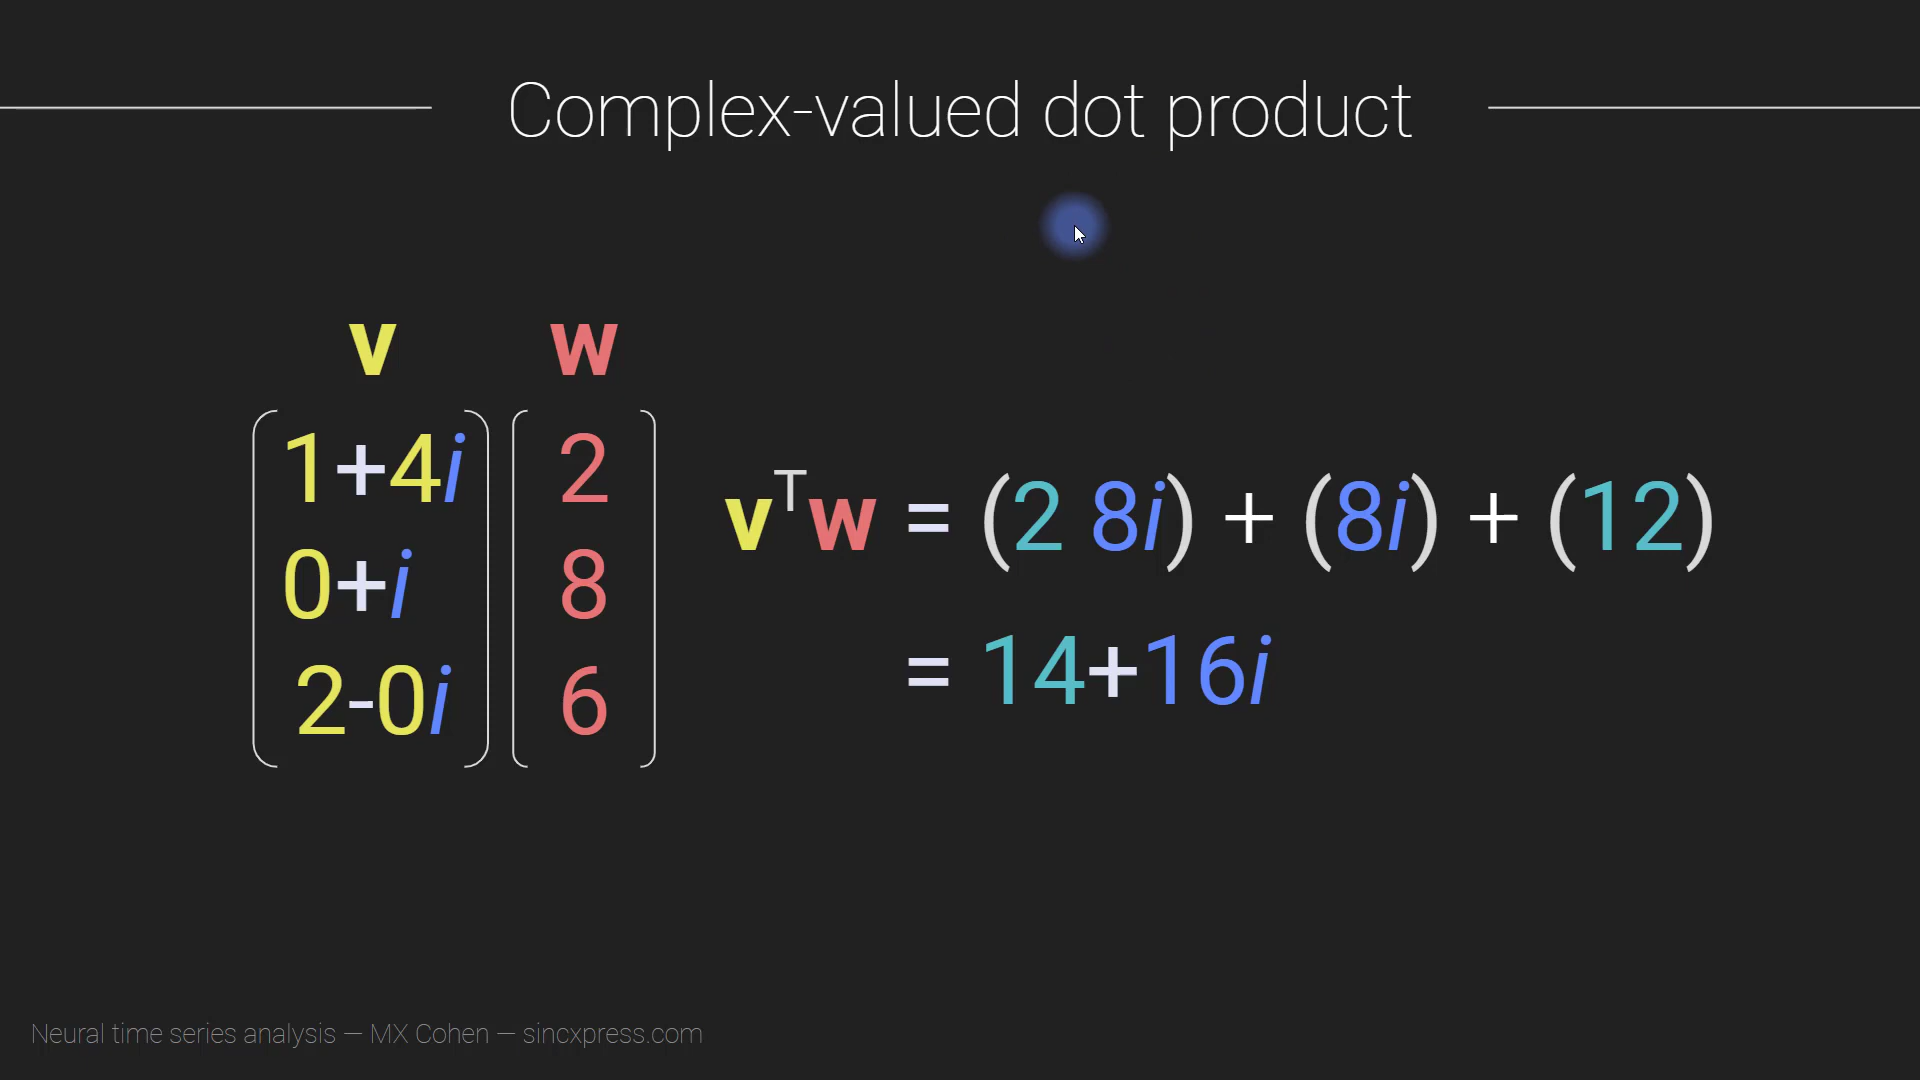 Complex-valued dot product
v w
1+4i 2
0+i 8
2-0i 6
vᵀw = (2 8i) + (8i) + (12)
= 14+16i
Neural time series analysis — MX Cohen — sincxpress.com